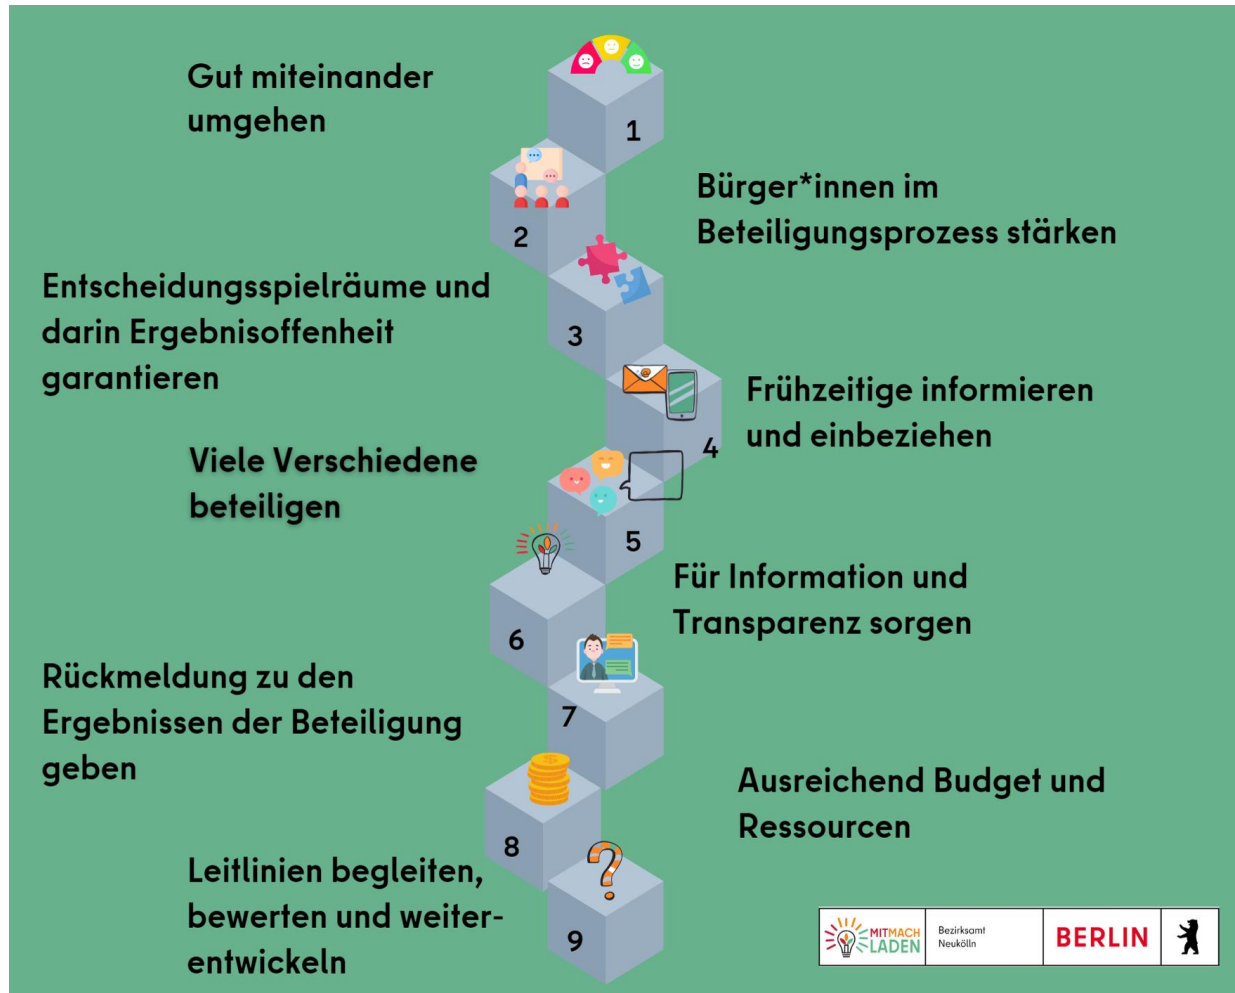 Gut miteinander
umgehen
1
2
Bürger*innen im
Beteiligungsprozess stärken
Entscheidungsspielräume und
darin Ergebnisoffenheit
garantieren
3
Frühzeitige informieren
und einbeziehen
4
Viele Verschiedene
beteiligen
5
Für Information und
Transparenz sorgen
6
Rückmeldung zu den
Ergebnissen der Beteiligung
geben
7
Ausreichend Budget und
Ressourcen
8
Leitlinien begleiten,
bewerten und weiter-
entwickeln
9
MITMACH
LADEN
Bezirksamt
Neukölln
BERLIN